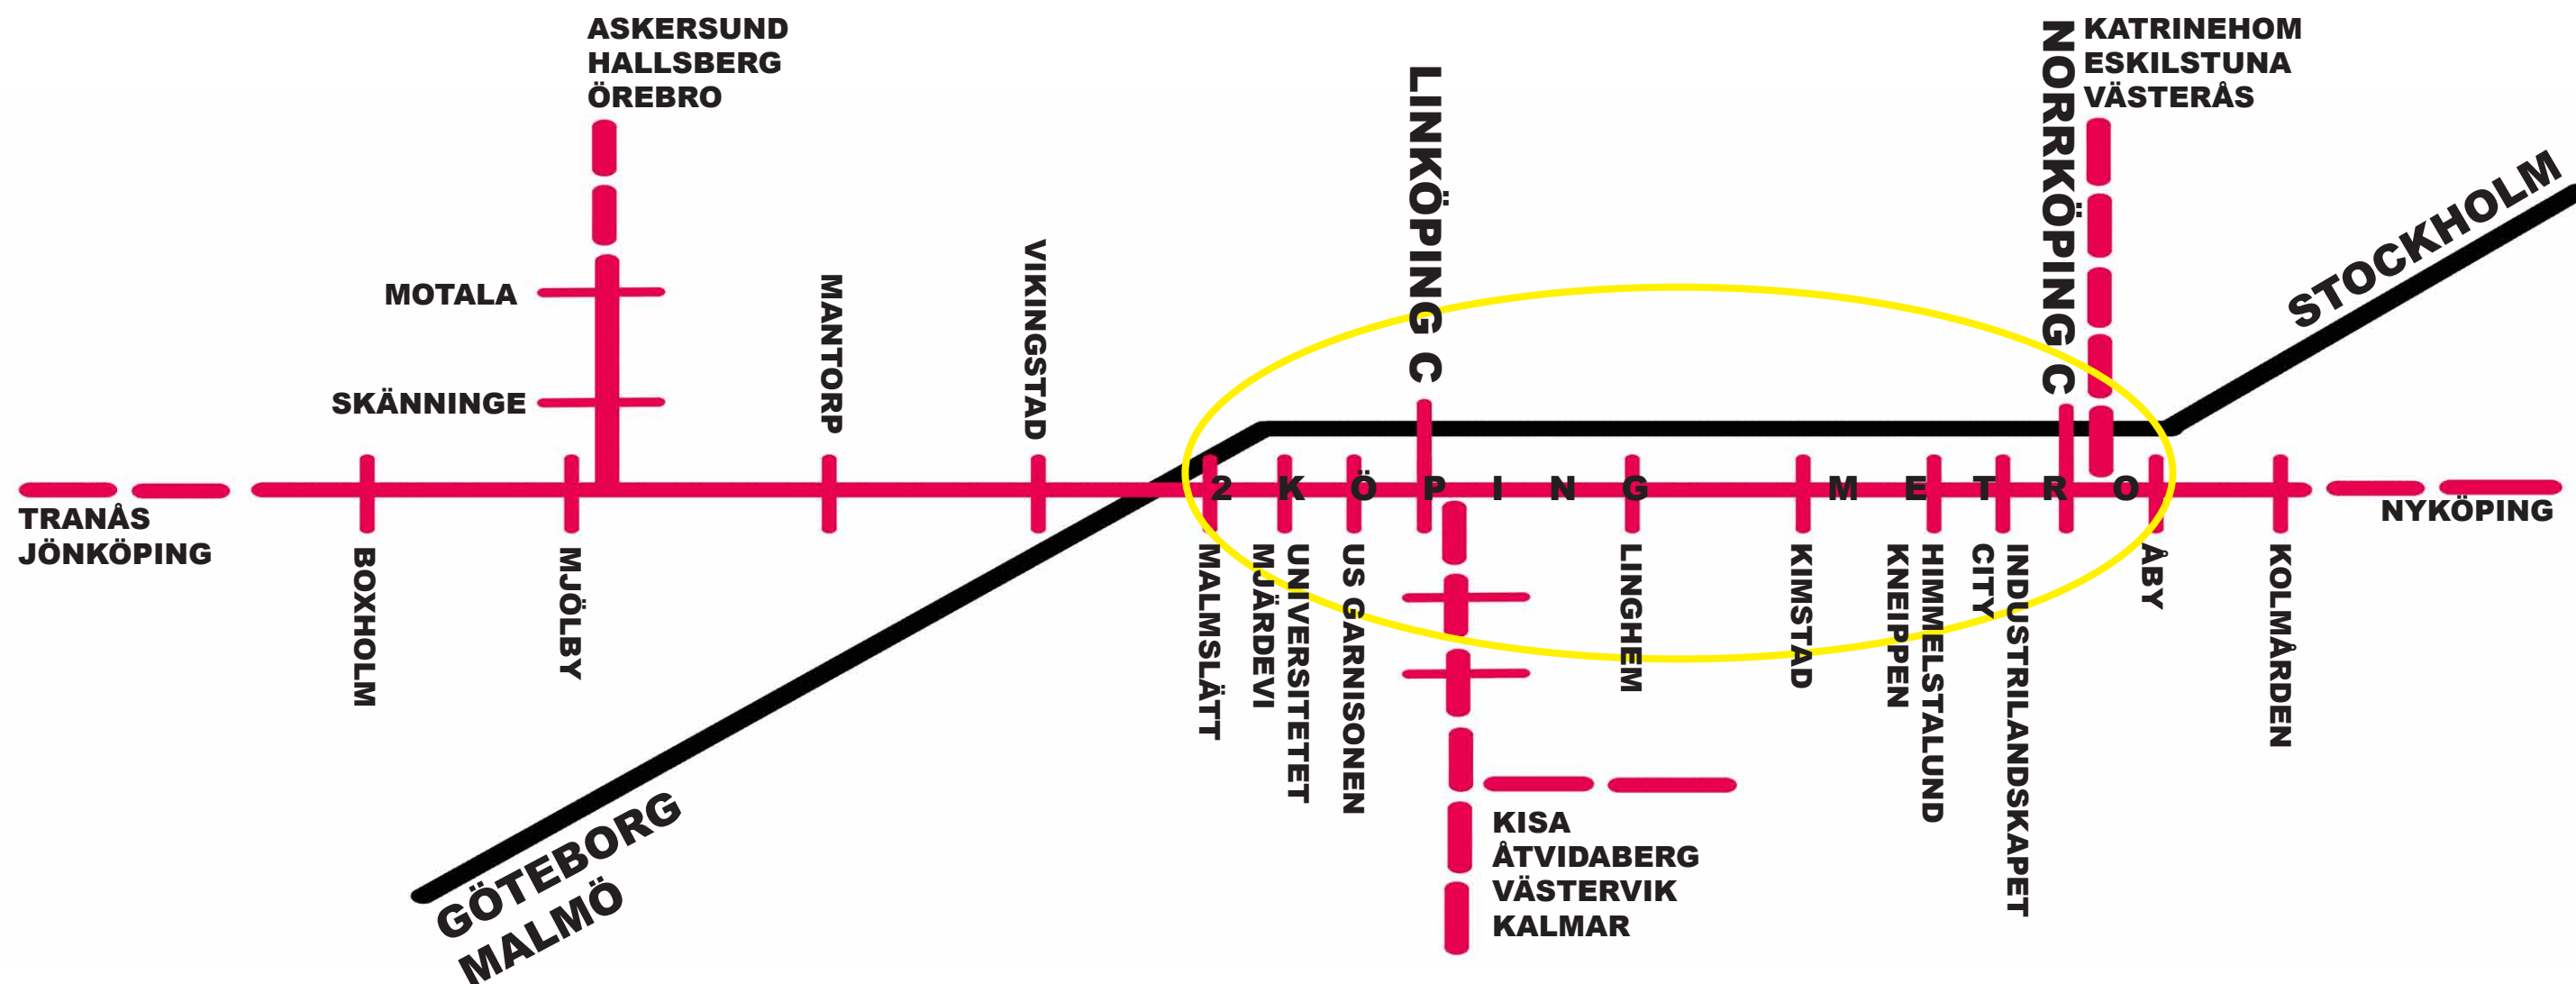 ASKERSUND
HALLSBERG
ÖREBRO
LINKÖPING C
NORRKÖPING C
KATRINEHOM
ESKILSTUNA
VÄSTERÅS
STOCKHOLM
MOTALA
SKÄNNINGE
MANTORP
VIKINGSTAD
2 KÖPING METRO
TRANÅS
JÖNKÖPING
NYKÖPING
BOXHOLM
MJÖLBY
MALMSLÄTT
UNIVERSITETET
MJÄRDEVI
US GARNISONEN
LINGHEM
KIMSTAD
HIMMELSTALUND
KNEIPPEN
INDUSTRILANDSKAPET
CITY
ÅBY
KOLMÅRDEN
GÖTEBORG
MALMÖ
KISA
ÅTVIDABERG
VÄSTERVIK
KALMAR